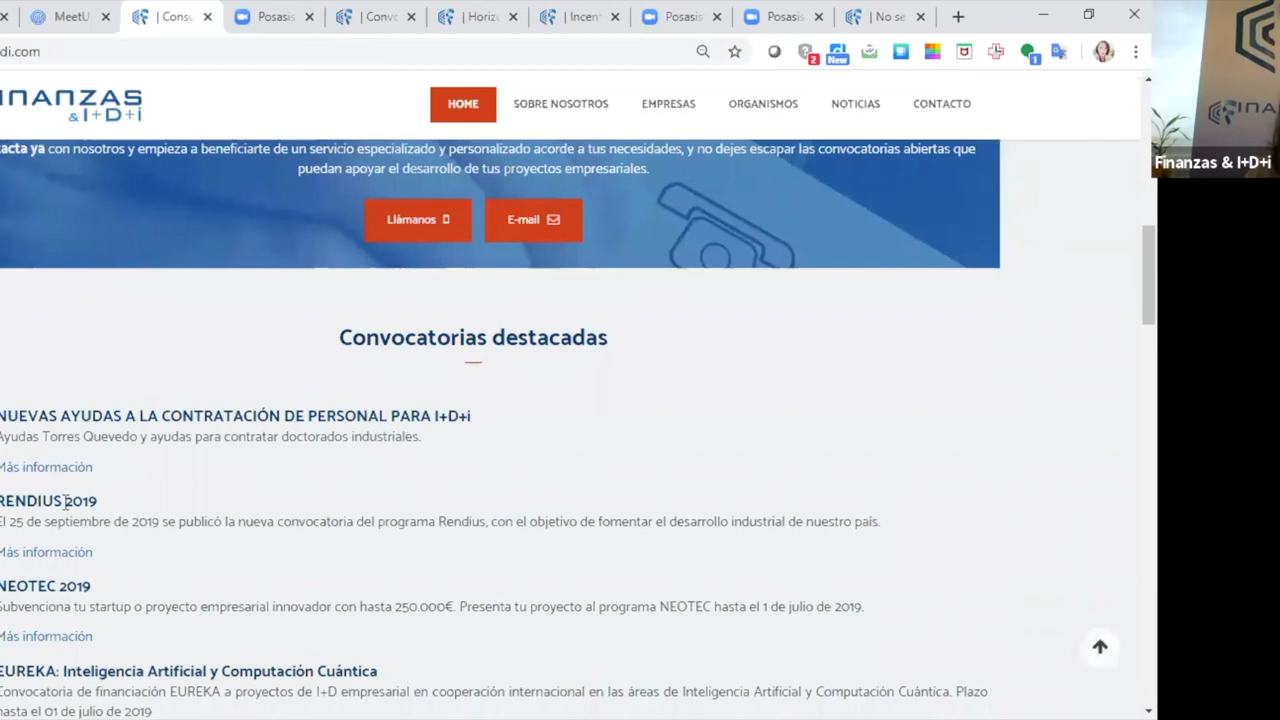 MeetU
| Consu
Posasis
| Convo
| Horizo
| Incen
Posasis
Posasis
| No se
di.com
2
New
1
FINANZAS
& I+D+i
HOME
SOBRE NOSOTROS
EMPRESAS
ORGANISMOS
NOTICIAS
CONTACTO
Finanzas & I+D+i
acta ya con nosotros y empieza a beneficiarte de un servicio especializado y personalizado acorde a tus necesidades, y no dejes escapar las convocatorias abiertas que
puedan apoyar el desarrollo de tus proyectos empresariales.
Llámanos
E-mail
Convocatorias destacadas
NUEVAS AYUDAS A LA CONTRATACIÓN DE PERSONAL PARA I+D+i
Ayudas Torres Quevedo y ayudas para contratar doctorados industriales.
Más información
RENDIUS 2019
El 25 de septiembre de 2019 se publicó la nueva convocatoria del programa Rendius, con el objetivo de fomentar el desarrollo industrial de nuestro país.
Más información
NEOTEC 2019
Subvenciona tu startup o proyecto empresarial innovador con hasta 250.000€. Presenta tu proyecto al programa NEOTEC hasta el 1 de julio de 2019.
Más información
EUREKA: Inteligencia Artificial y Computación Cuántica
Convocatoria de financiación EUREKA a proyectos de I+D empresarial en cooperación internacional en las áreas de Inteligencia Artificial y Computación Cuántica. Plazo
hasta el 01 de julio de 2019